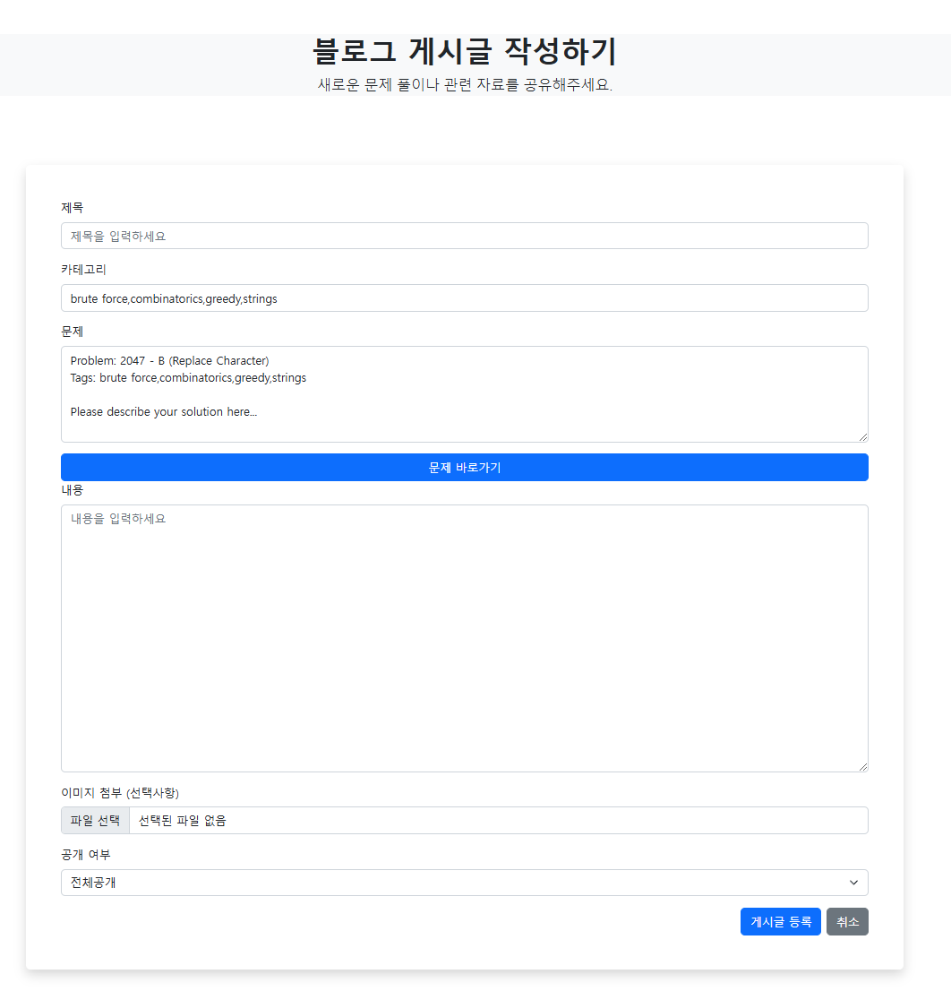 블로그 게시글 작성하기
새로운 문제 풀이나 관련 자료를 공유해주세요.
제목
제목을 입력하세요
카테고리
brute force,combinatorics,greedy,strings
문제
Problem: 2047 - B (Replace Character)
Tags: brute force,combinatorics,greedy,strings
Please describe your solution here...
문제 바로가기
내용
내용을 입력하세요
이미지 첨부 (선택사항)
파일 선택 선택된 파일 없음
공개 여부
전체공개
게시글 등록 취소